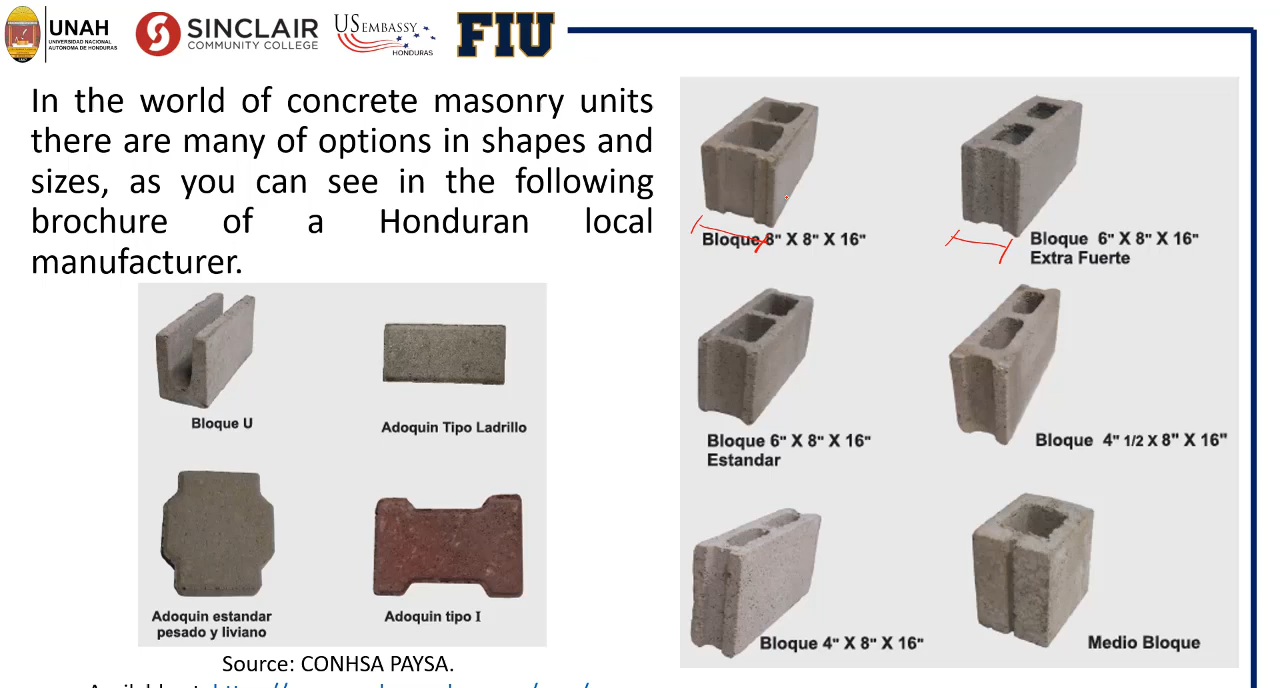 UNAH
UNIVERSIDAD NACIONAL
AUTÓNOMA DE HONDURAS
SINCLAIR
COMMUNITY COLLEGE
US EMBASSY
HONDURAS
FIU
In the world of concrete masonry units
there are many of options in shapes and
sizes, as you can see in the following
brochure of a Honduran local
manufacturer.
Bloque U
Adoquin Tipo Ladrillo
Adoquin estandar
pesado y liviano
Adoquin tipo I
Source: CONHSA PAYSA.
Bloque 8" X 8" X 16"
Bloque 6" X 8" X 16"
Extra Fuerte
Bloque 6" X 8" X 16"
Estandar
Bloque 4" 1/2 X 8" X 16"
Bloque 4" X 8" X 16"
Medio Bloque